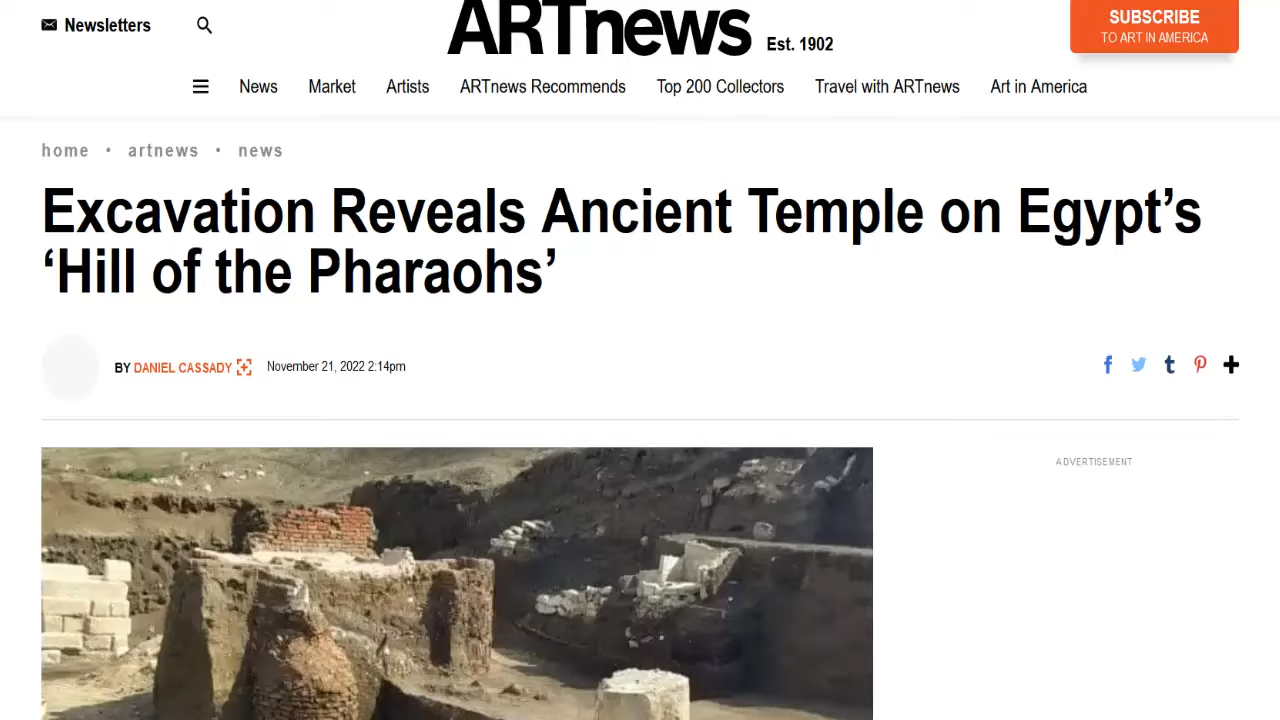 Newsletters
ARTnews Est. 1902
SUBSCRIBE
TO ART IN AMERICA
News Market Artists ARTnews Recommends Top 200 Collectors Travel with ARTnews Art in America
home • artnews • news
Excavation Reveals Ancient Temple on Egypt’s
‘Hill of the Pharaohs’
BY DANIEL CASSADY November 21, 2022 2:14pm
ADVERTISEMENT